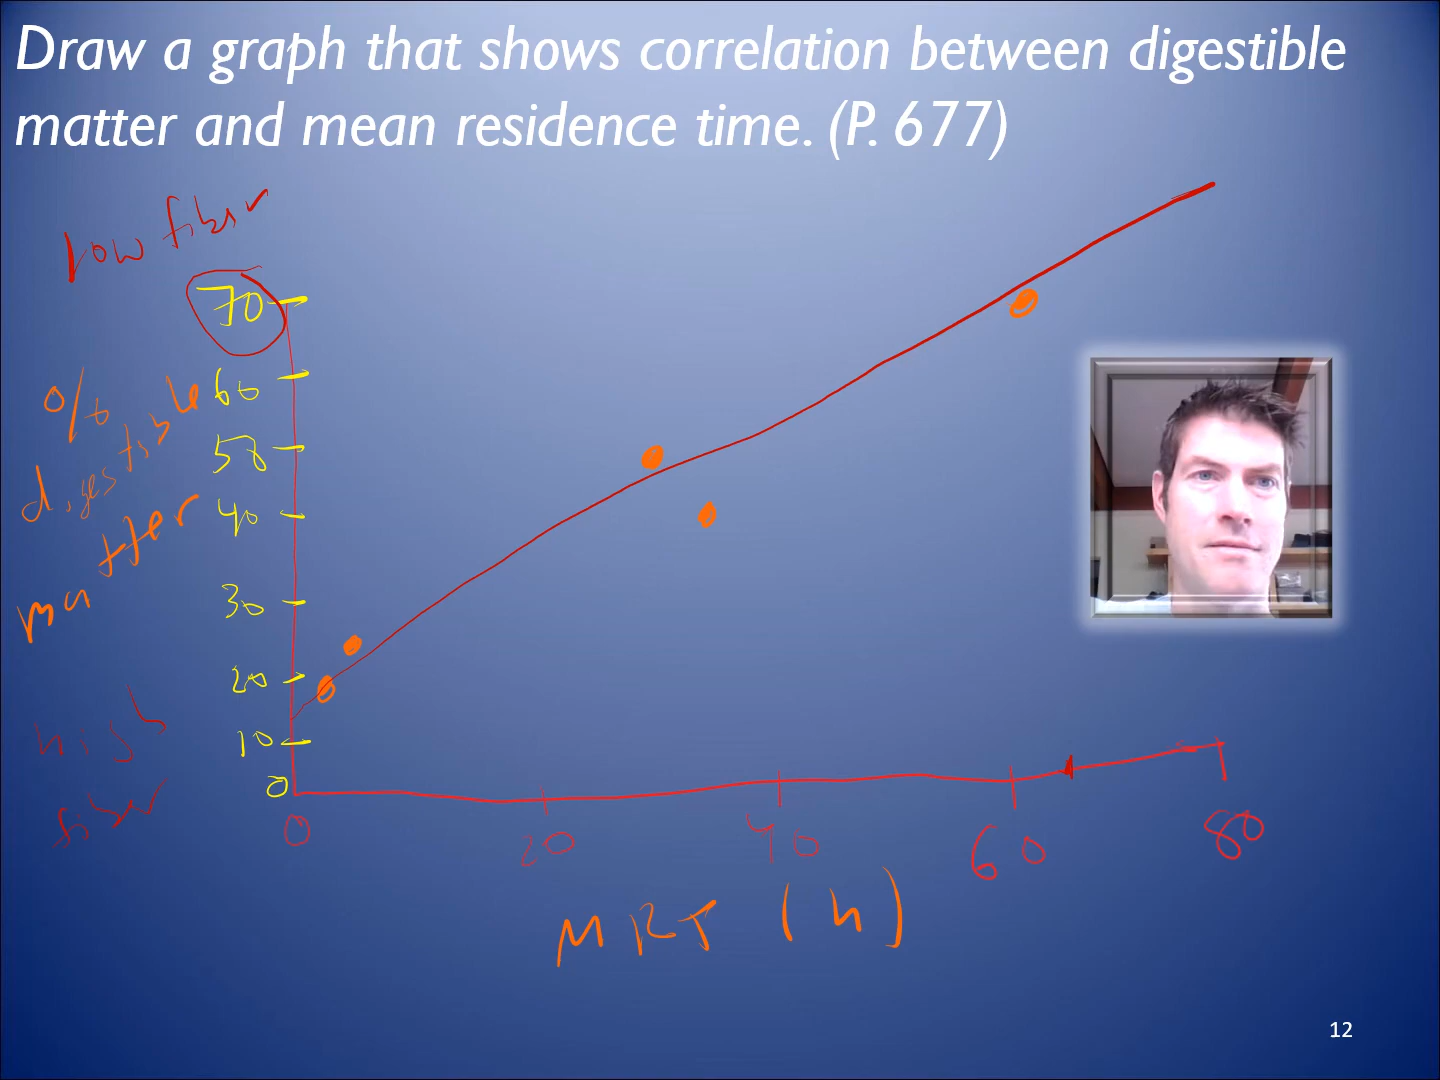 Draw a graph that shows correlation between digestible
matter and mean residence time. (P. 677)
low fiber
70
60
50
40
30
20
10
0
% digestible
matter
high
fiber
0 20 40 60 80
MRT (h)
12